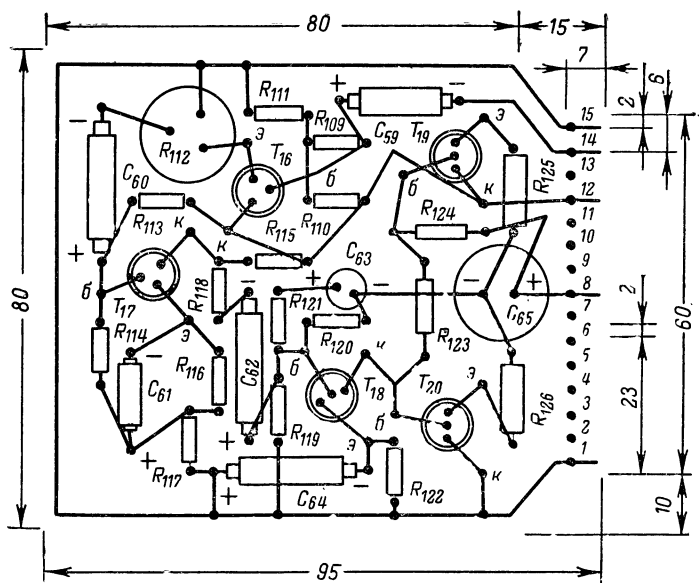 80
15
7
2
6
15
14
13
12
11
10
9
8
7
6
5
4
3
2
1
60
2
23
10
80
95
R111
R109
R112
э
T16
+
-
C59
T19
э
б
к
R125
C60
-
+
R113
к
к
R115
R110
б
R124
C63
+
-
-
+
C65
б
T17
R118
R121
-
R114
э
R120
R123
-
C61
R116
C62
б
к
T18
T20
э
R126
+
+
R119
э
б
R117
+
C64
-
R122
к